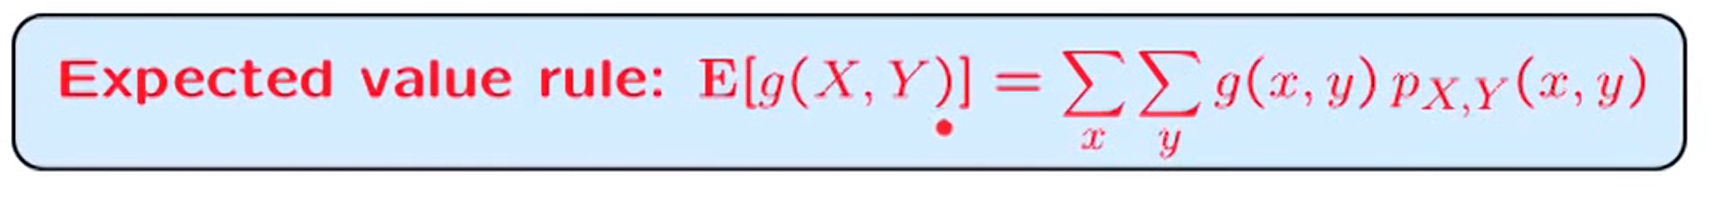 Expected value rule: E[g(X, Y)] = ∑_x ∑_y g(x, y) p_{X,Y}(x, y)